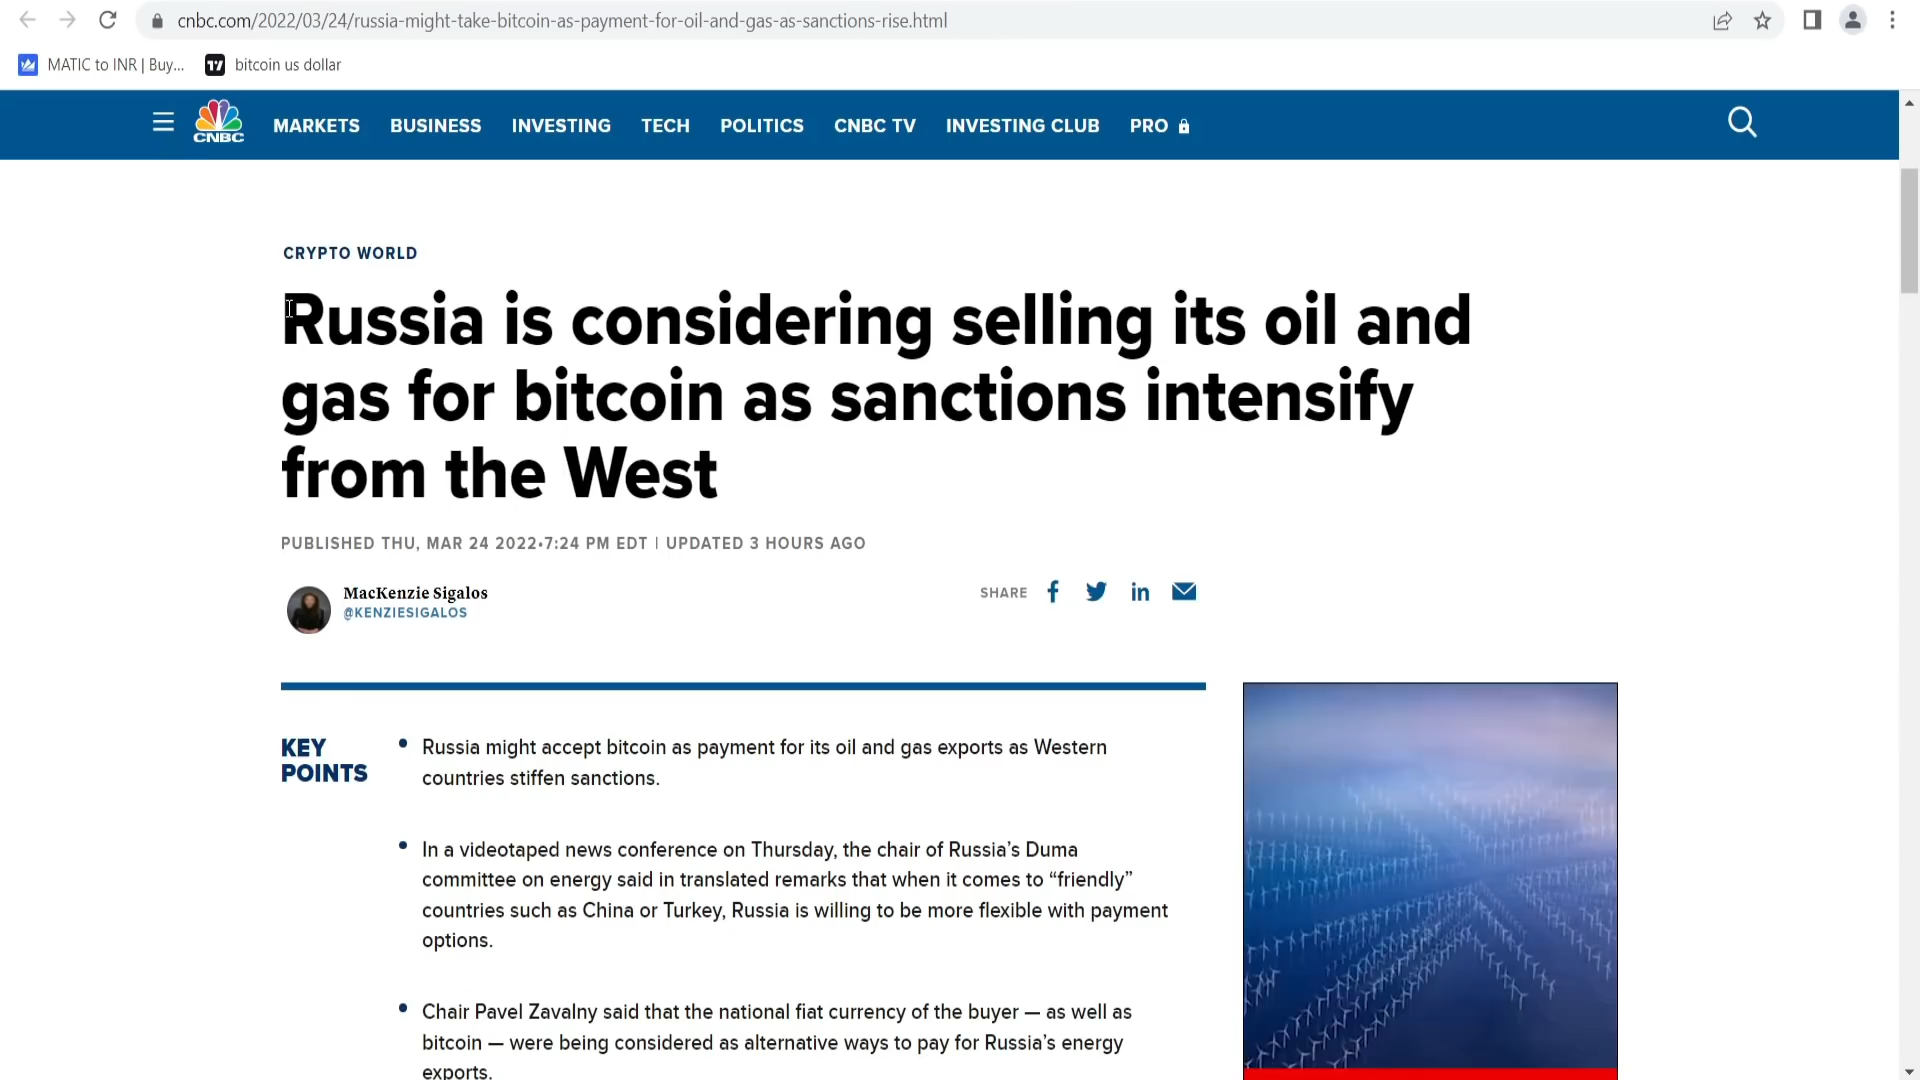 cnbc.com/2022/03/24/russia-might-take-bitcoin-as-payment-for-oil-and-gas-as-sanctions-rise.html
MATIC to INR | Buy... bitcoin us dollar
CNBC MARKETS BUSINESS INVESTING TECH POLITICS CNBC TV INVESTING CLUB PRO
CRYPTO WORLD
Russia is considering selling its oil and
gas for bitcoin as sanctions intensify
from the West
PUBLISHED THU, MAR 24 2022•7:24 PM EDT | UPDATED 3 HOURS AGO
MacKenzie Sigalos
@KENZIESIGALOS
SHARE
KEY
POINTS
Russia might accept bitcoin as payment for its oil and gas exports as Western
countries stiffen sanctions.
In a videotaped news conference on Thursday, the chair of Russia’s Duma
committee on energy said in translated remarks that when it comes to “friendly”
countries such as China or Turkey, Russia is willing to be more flexible with payment
options.
Chair Pavel Zavalny said that the national fiat currency of the buyer — as well as
bitcoin — were being considered as alternative ways to pay for Russia’s energy
exports.